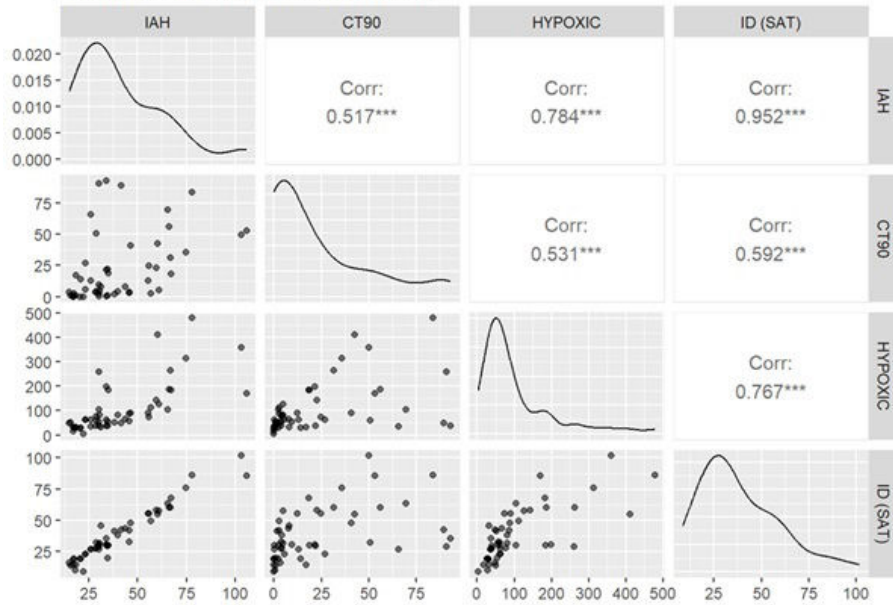 IAH CT90 HYPOXIC ID (SAT)
0.020
0.015
0.010
0.005
0.000
Corr:
0.517***
Corr:
0.784***
Corr:
0.952***
IAH
75
50
25
0
Corr:
0.531***
Corr:
0.592***
CT90
500
400
300
200
100
0
Corr:
0.767***
HYPOXIC
100
75
50
25
ID (SAT)
25 50 75 100 0 25 50 75 0 100 200 300 400 500 25 50 75 100